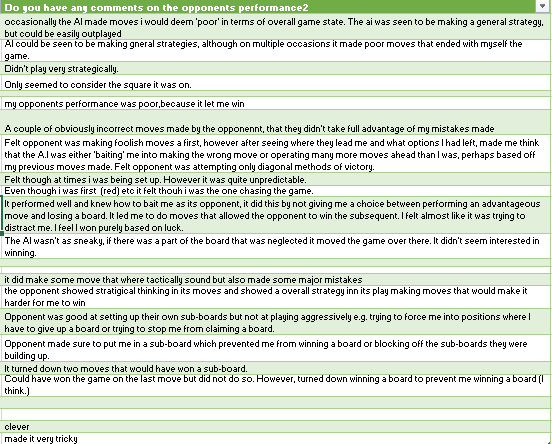 Do you have any comments on the opponents performance2
occasionally the AI made moves i would deem 'poor' in terms of overall game state. The ai was seen to be making a general strategy,
but could be easily outplayed
AI could be seen to be making gneral strategies, although on multiple occasions it made poor moves that ended with myself the
game.
Didn't play very strategically.
Only seemed to consider the square it was on.
my opponents performance was poor,because it let me win
A couple of obviously incorrect moves made by the opponennt, that they didn't take full advantage of my mistakes made
Felt opponent was making foolish moves a first, however after seeing where they lead me and what options I had left, made me think
that the A.I was either 'baiting' me into making the wrong move or operating many more moves ahead than I was, perhaps based off
my previous moves made. Felt opponent was attempting only diagonal methods of victory.
Felt though at times i was being set up. However it was quite unpredictable.
Even though i was first (red) etc it felt thouh i was the one chasing the game.
It performed well and knew how to bait me as its opponent, it did this by not giving me a choice between performing an advantageous
move and losing a board. It led me to do moves that allowed the opponent to win the subsequent. I felt almost like it was trying to
distract me. I feel I won purely based on luck.
The AI wasn't as sneaky, if there was a part of the board that was neglected it moved the game over there. It didn't seem interested in
winning.
it did make some move that where tactically sound but also made some major mistakes
the opponent showed stratigical thinking in its moves and showed a overall strategy inn its play making moves that would make it
harder for me to win
Opponent was good at setting up their own sub-boards but not at playing aggressively e.g. trying to force me into positions where I
have to give up a board or trying to stop me from claiming a board.
Opponent made sure to put me in a sub-board which prevented me from winning a board or blocking off the sub-boards they were
building up.
It turned down two moves that would have won a sub-board.
Could have won the game on the last move but did not do so. However, turned down winning a board to prevent me winning a board (I
think.)
clever
made it very tricky